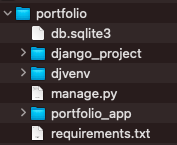 portfolio
db.sqlite3
django_project
djvenv
manage.py
portfolio_app
requirements.txt